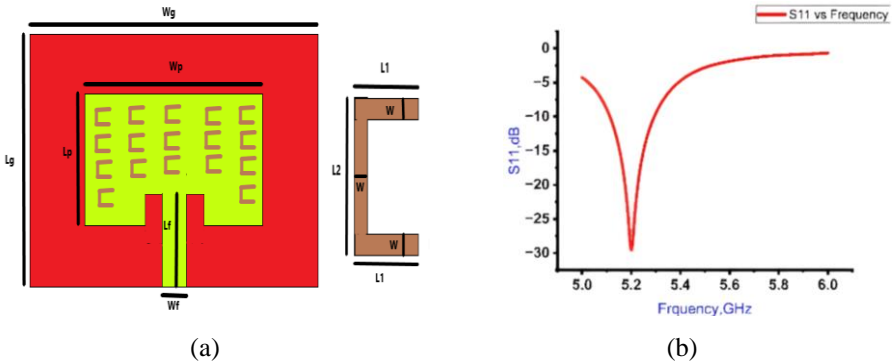 Wg
Wp
Lg
Lp
Lf
Wf
L1
W
L2
W
W
L1
S11 vs Frequency
0
−5
−10
−15
−20
−25
−30
S11,dB
5.0 5.2 5.4 5.6 5.8 6.0
Frquency,GHz
(a) (b)